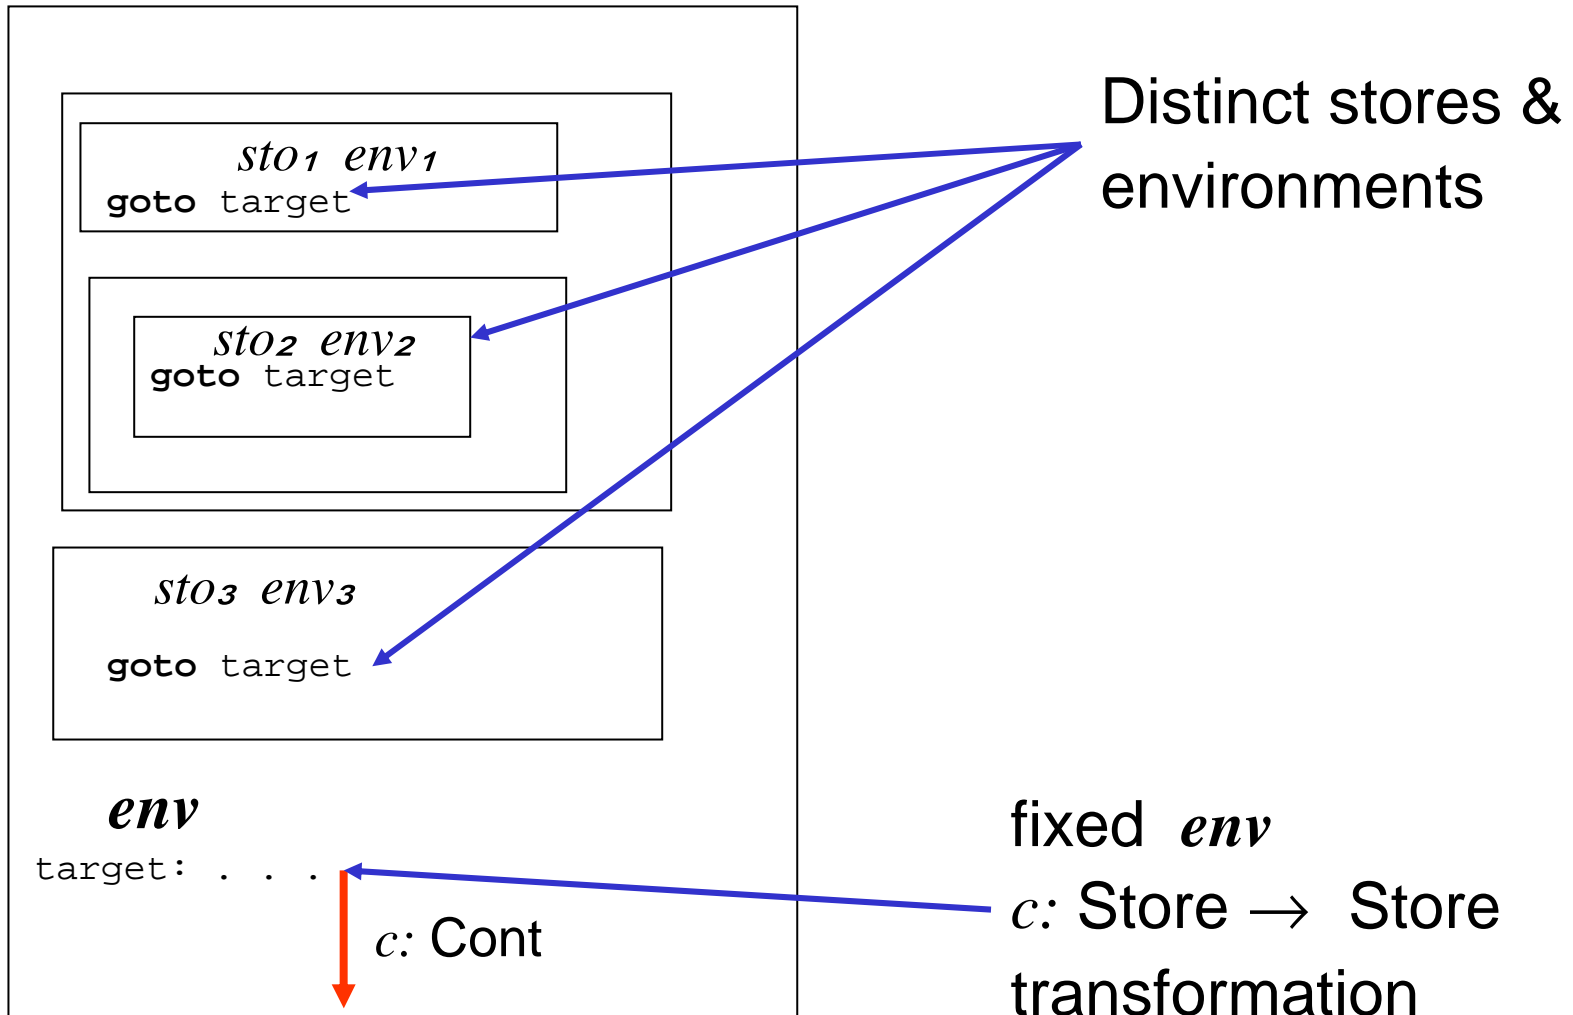 Distinct stores &
environments
sto₁ env₁
goto target
sto₂ env₂
goto target
sto₃ env₃
goto target
env
target: . . .
c: Cont
fixed env
c: Store → Store
transformation